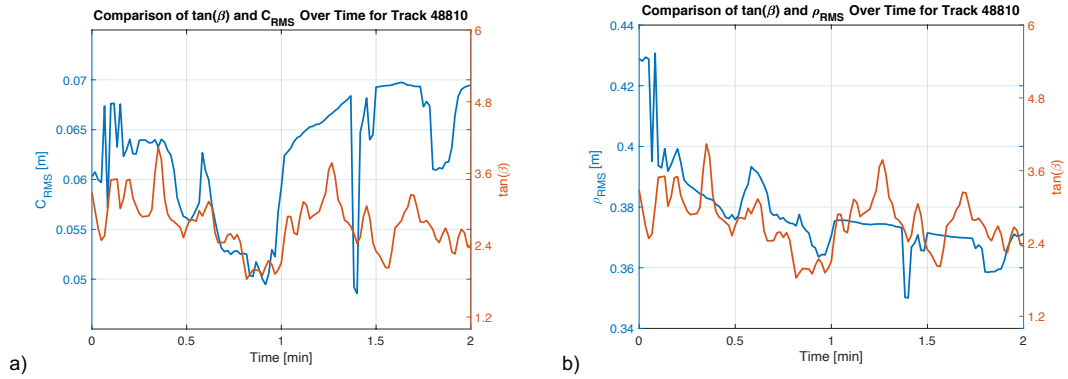 Comparison of tan(β) and C_RMS Over Time for Track 48810
0.07
0.065
0.06
0.055
0.05
C_RMS [m]
6
4.8
3.6
2.4
1.2
tan(β)
0 0.5 1 1.5 2
Time [min]
a)
Comparison of tan(β) and ρ_RMS Over Time for Track 48810
0.44
0.42
0.4
0.38
0.36
0.34
ρ_RMS [m]
6
4.8
3.6
2.4
1.2
tan(β)
0 0.5 1 1.5 2
Time [min]
b)